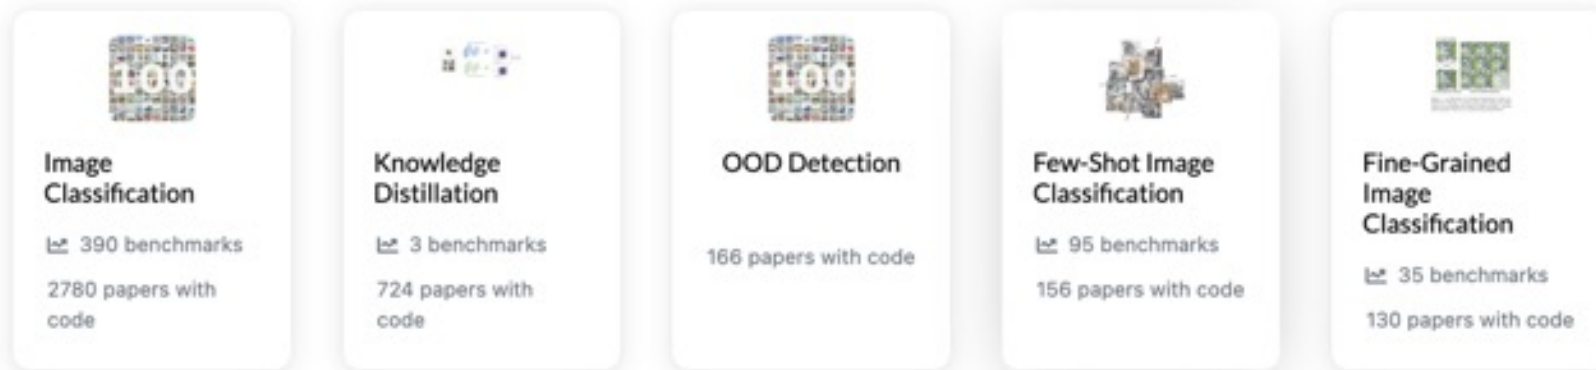 100
Image
Classification
390 benchmarks
2780 papers with
code
Knowledge
Distillation
3 benchmarks
724 papers with
code
100
OOD Detection
166 papers with code
Few-Shot Image
Classification
95 benchmarks
156 papers with code
Fine-Grained
Image
Classification
35 benchmarks
130 papers with code